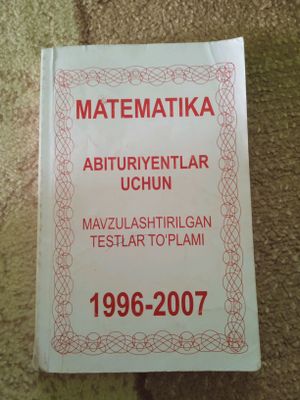 MATEMATIKA
ABITURIYENTLAR
UCHUN
MAVZULASHTIRILGAN
TESTLAR TO'PLAMI
1996-2007